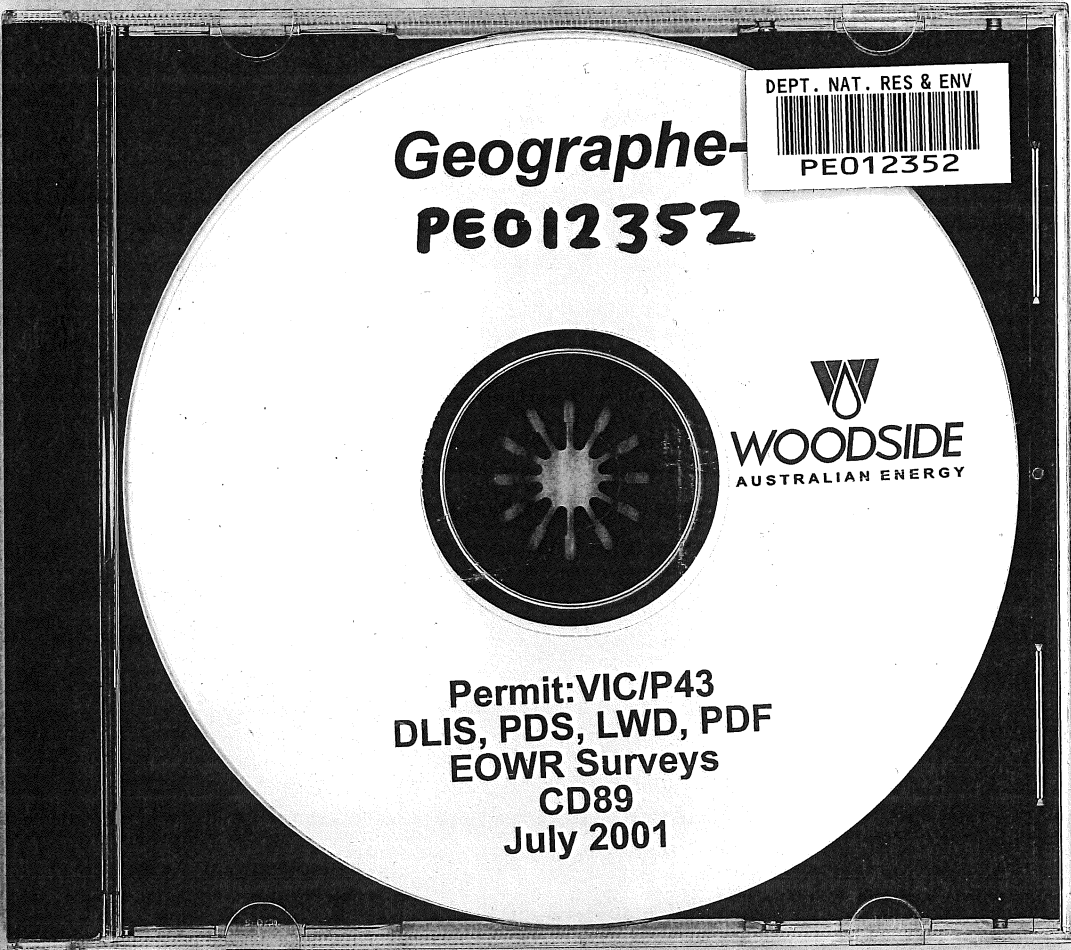 DEPT. NAT. RES & ENV
PE012352
Geographe-
PE012352
WOODSIDE
AUSTRALIAN ENERGY
Permit:VIC/P43
DLIS, PDS, LWD, PDF
EOWR Surveys
CD89
July 2001